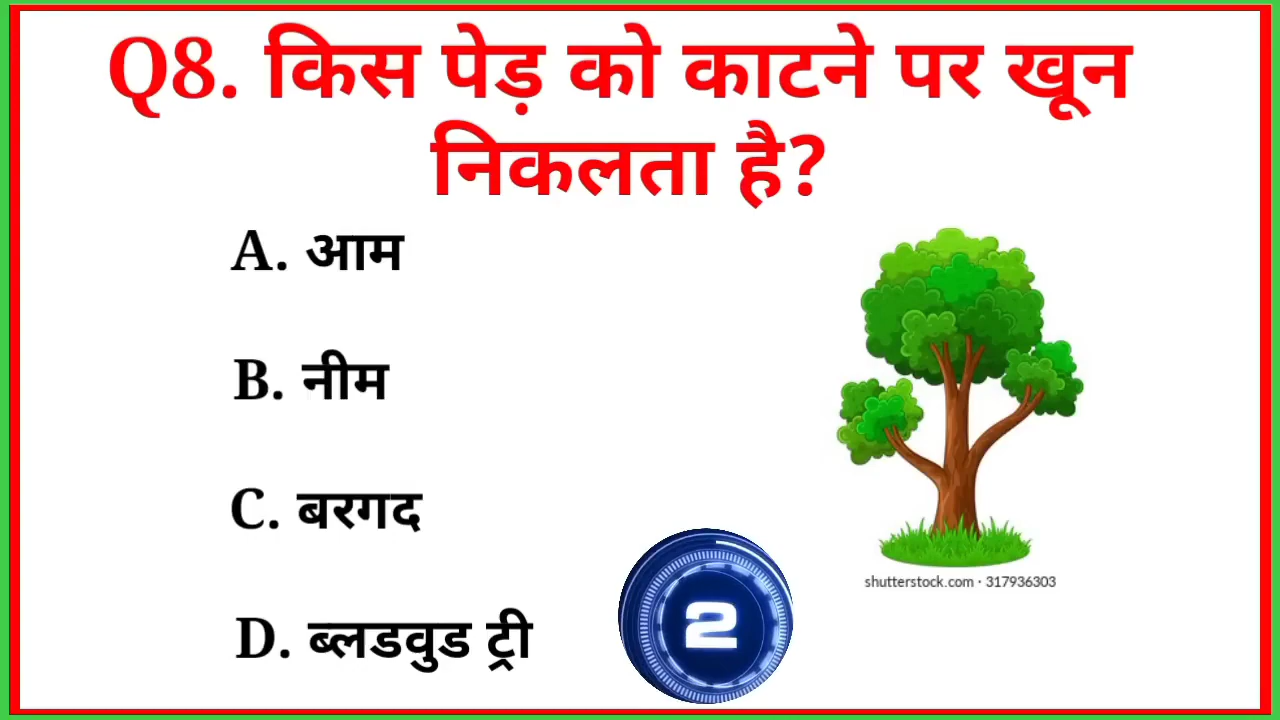 Q8. किस पेड़ को काटने पर खून
निकलता है?
A. आम
B. नीम
C. बरगद
D. ब्लडवुड ट्री
2
shutterstock.com · 317936303